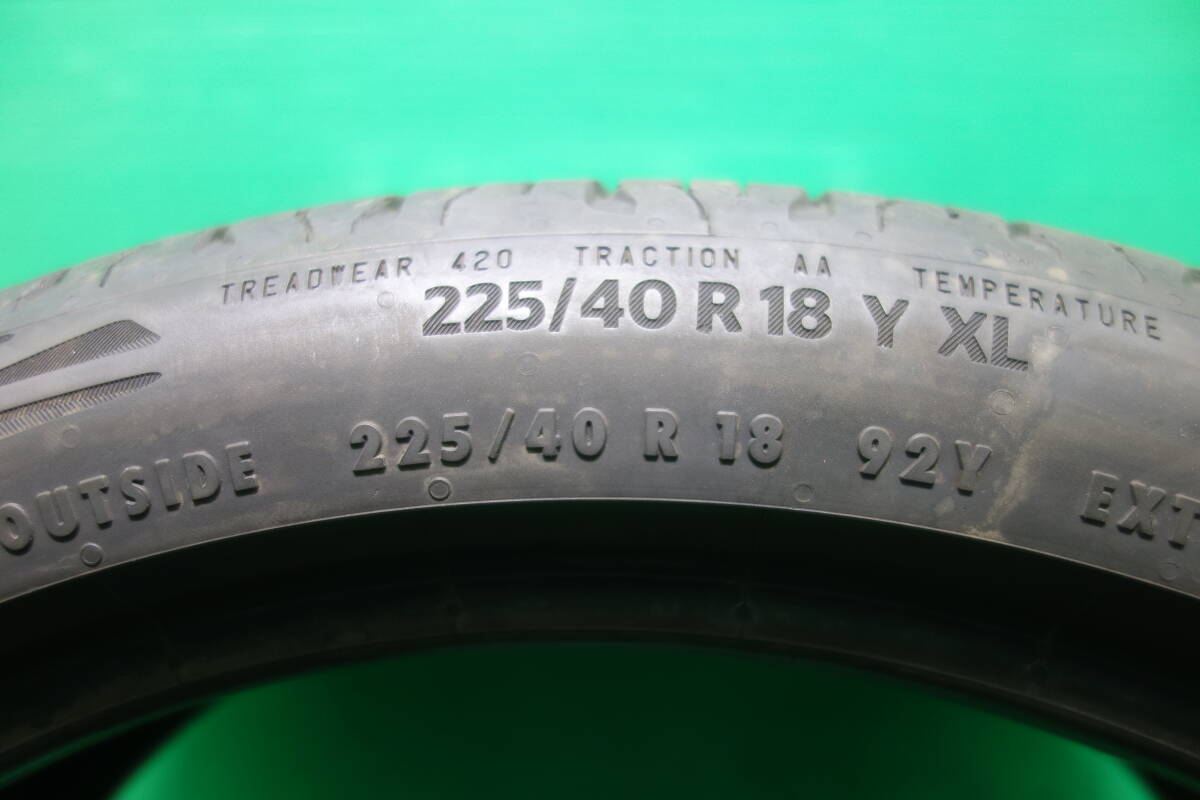 TREADWEAR 420 TRACTION AA TEMPERATURE
225/40 R 18 Y XL
OUTSIDE 225/40 R 18 92Y EXT